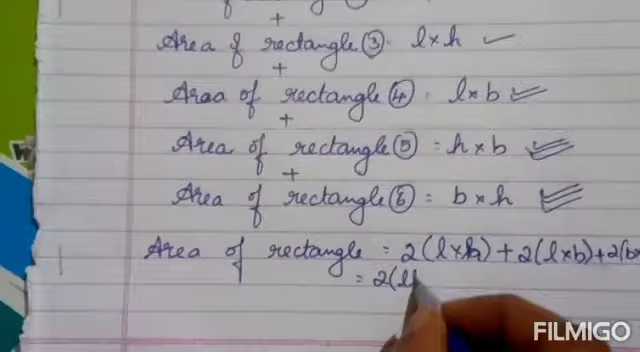 +
Area of rectangle ③ · l×h
+
Araa of rectangle ④ · l×b
+
Area of rectangle ⑤ = h×b
+
Area of rectangle ⑥ = b×h
Area of rectangle = 2(l×h)+2(l×b)+2(b×
= 2(l
FILMIGO